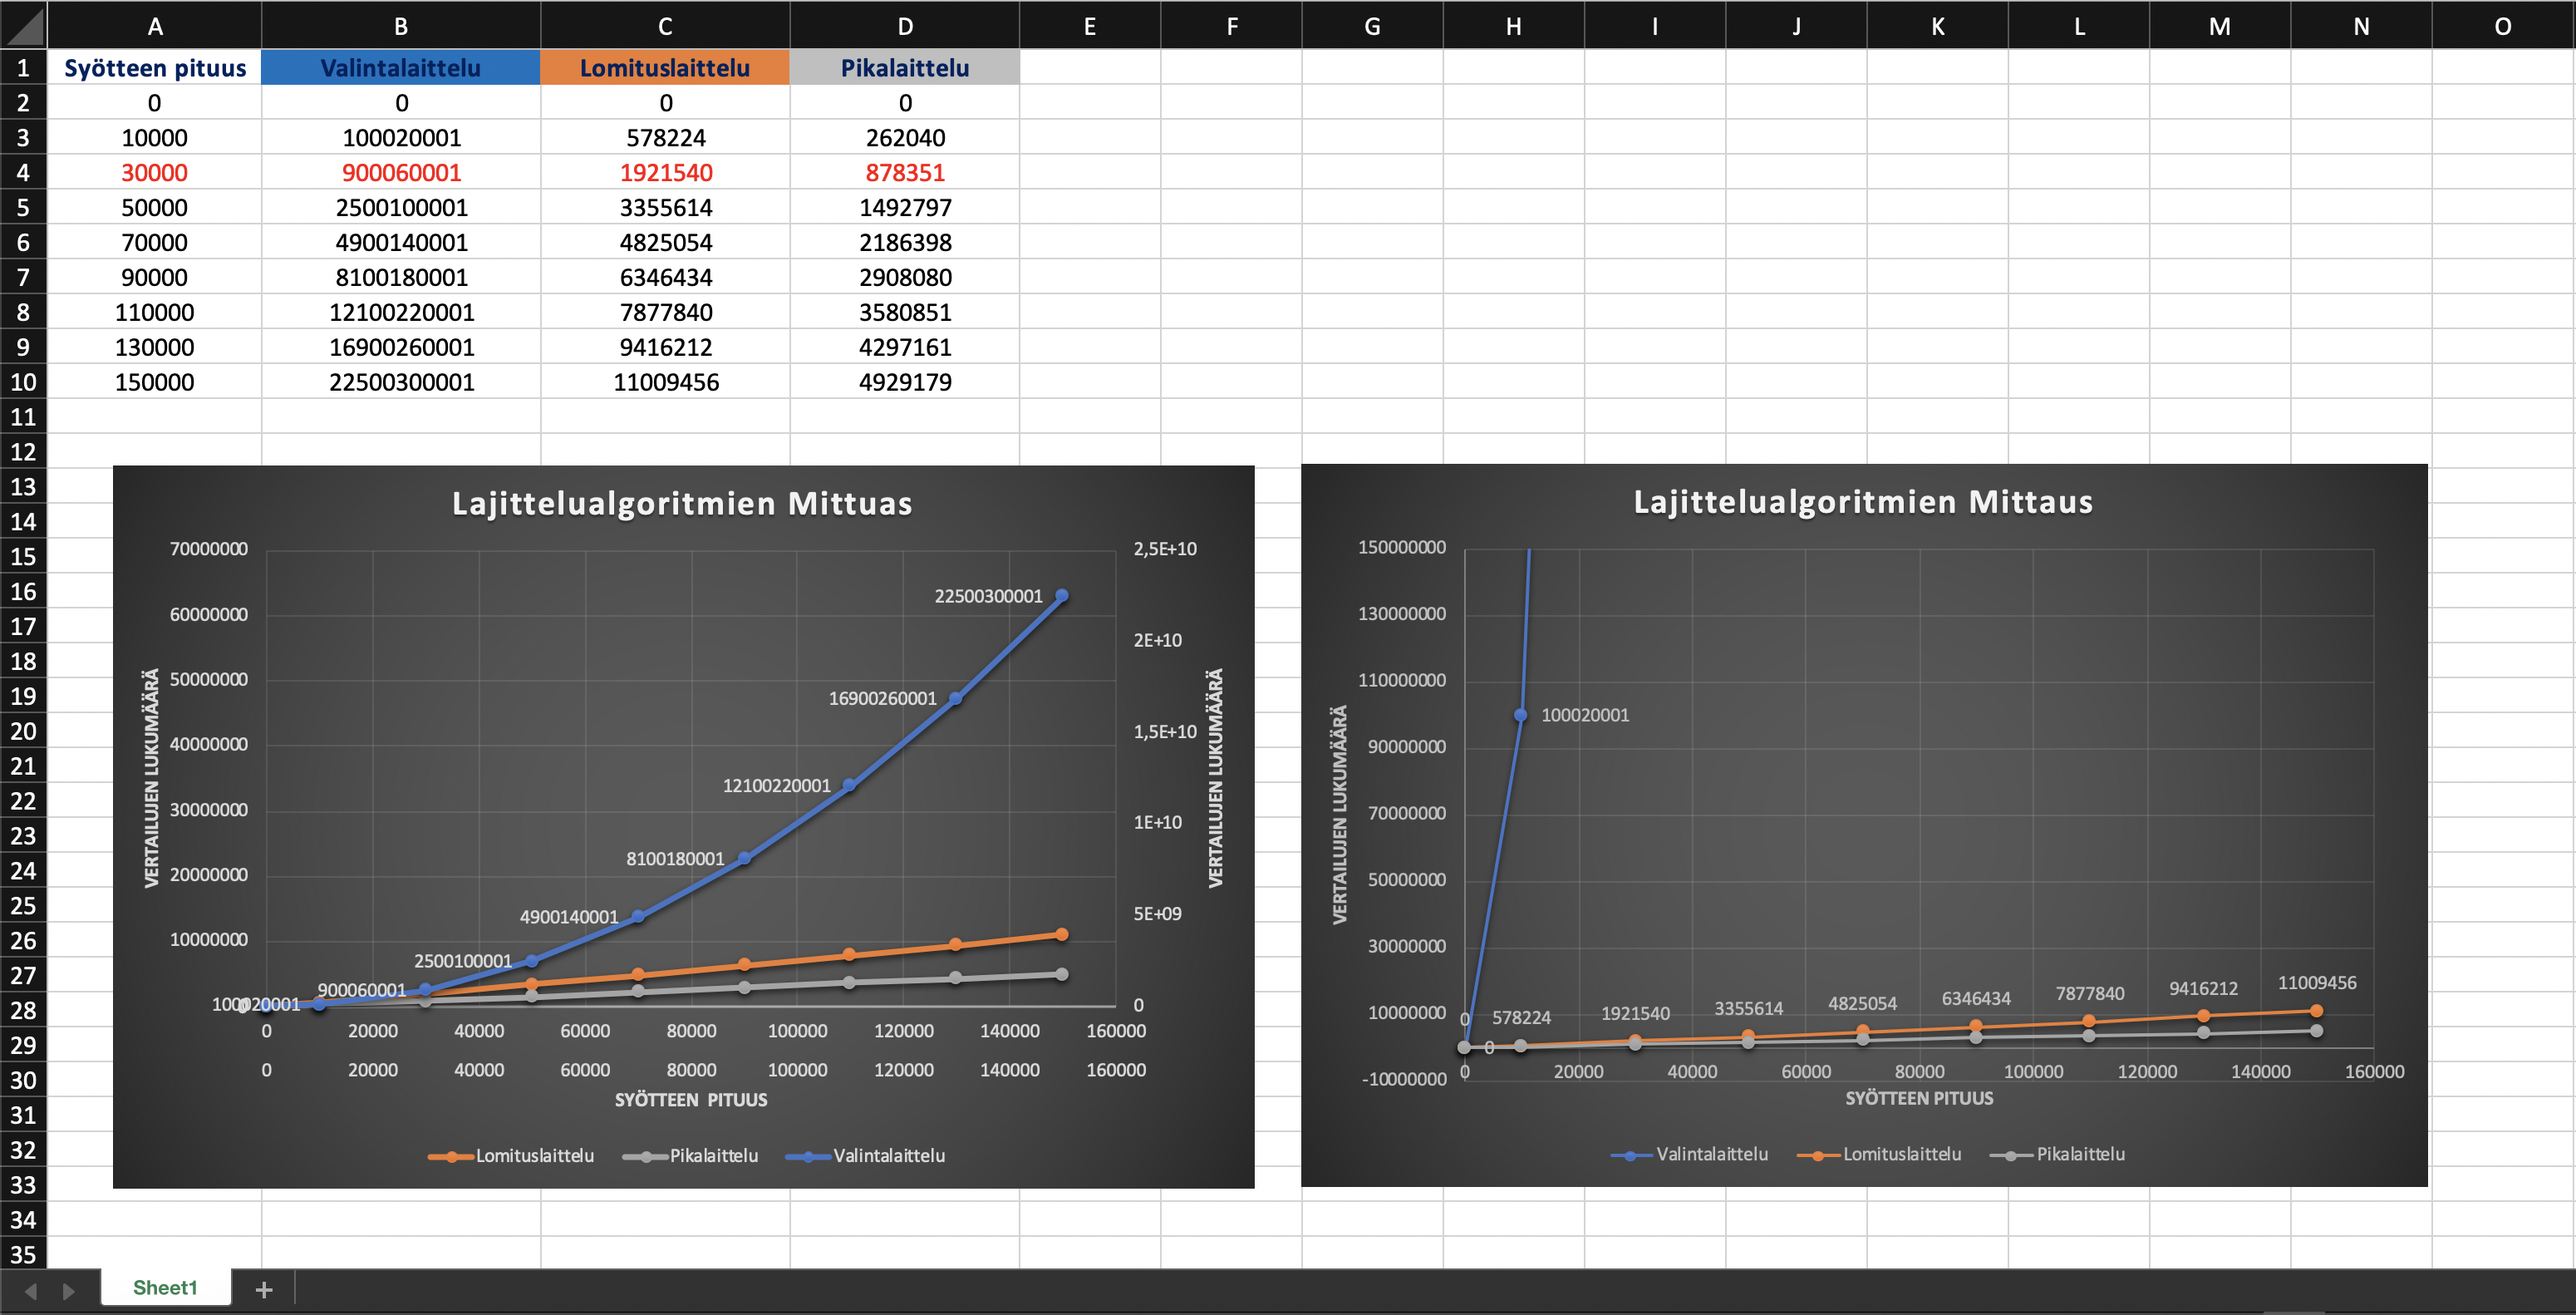 A B C D E F G H I J K L M N O
1 Syötteen pituus Valintalaittelu Lomituslaittelu Pikalaittelu
2 0 0 0 0
3 10000 100020001 578224 262040
4 30000 900060001 1921540 878351
5 50000 2500100001 3355614 1492797
6 70000 4900140001 4825054 2186398
7 90000 8100180001 6346434 2908080
8 110000 12100220001 7877840 3580851
9 130000 16900260001 9416212 4297161
10 150000 22500300001 11009456 4929179
11
12
13
14
15
16
17
18
19
20
21
22
23
24
25
26
27
28
29
30
31
32
33
34
35
Lajittelualgoritmien Mittuas
70000000
60000000
50000000
40000000
30000000
20000000
10000000
0
VERTAILUJEN LUKUMÄÄRÄ
2,5E+10
2E+10
1,5E+10
1E+10
5E+09
0
VERTAILUJEN LUKUMÄÄRÄ
22500300001
16900260001
12100220001
8100180001
4900140001
2500100001
900060001
100020001
0 20000 40000 60000 80000 100000 120000 140000 160000
0 20000 40000 60000 80000 100000 120000 140000 160000
SYÖTTEEN PITUUS
Lomituslaittelu Pikalaittelu Valintalaittelu
Lajittelualgoritmien Mittaus
150000000
130000000
110000000
90000000
70000000
50000000
30000000
10000000
-10000000
VERTAILUJEN LUKUMÄÄRÄ
100020001
0 578224 1921540 3355614 4825054 6346434 7877840 9416212 11009456
0
0 20000 40000 60000 80000 100000 120000 140000 160000
SYÖTTEEN PITUUS
Valintalaittelu Lomituslaittelu Pikalaittelu
Sheet1 +